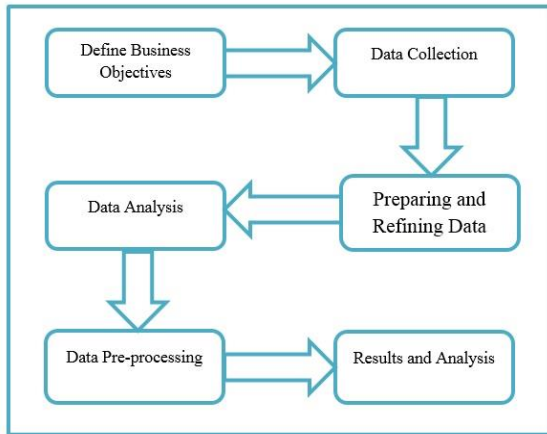 Define Business
Objectives
Data Collection
Preparing and
Refining Data
Data Analysis
Data Pre-processing
Results and Analysis